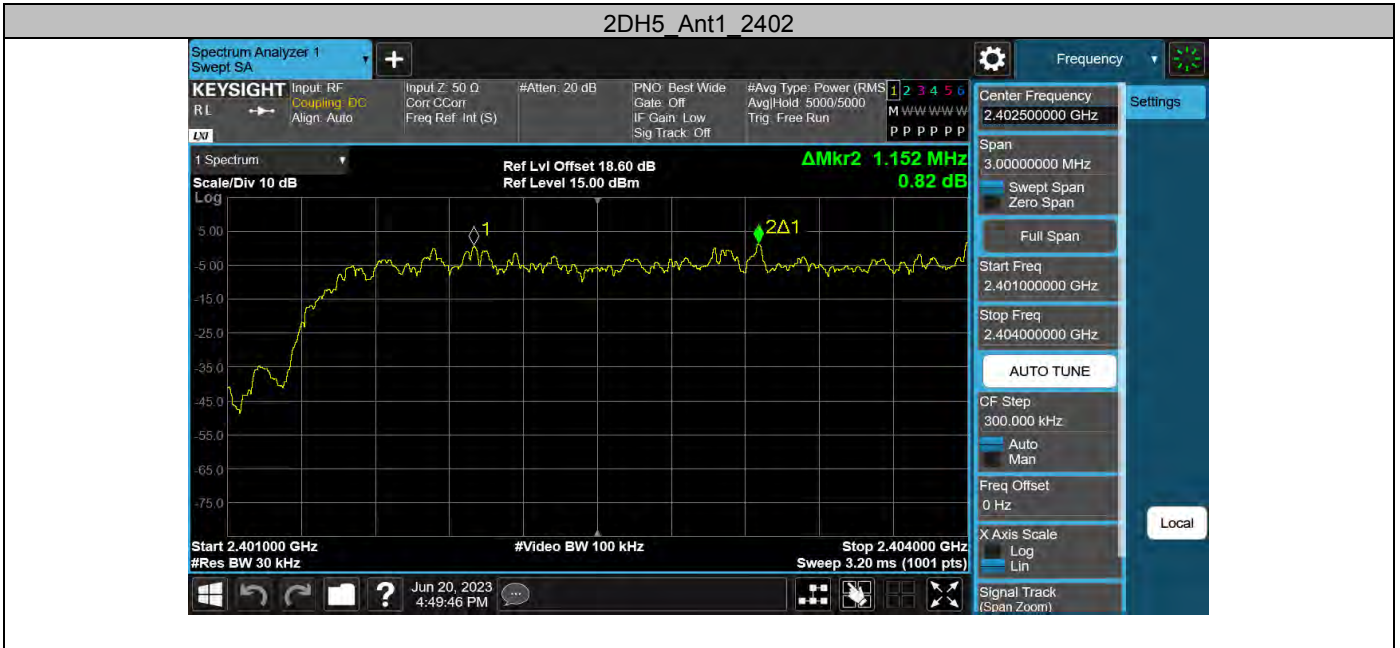 2DH5_Ant1_2402
Spectrum Analyzer 1
Swept SA
+
Frequency
KEYSIGHT
RL
LXI
Input: RF
Coupling: DC
Align: Auto
Input Z: 50 Ω
Corr CCorr
Freq Ref: Int (S)
#Atten: 20 dB
PNO: Best Wide
Gate: Off
IF Gain: Low
Sig Track: Off
#Avg Type: Power (RMS
Avg|Hold: 5000/5000
Trig: Free Run
1 2 3 4 5 6
M W W W W W
P P P P P P
Center Frequency
2.402500000 GHz
Settings
1 Spectrum
Scale/Div 10 dB
Ref Lvl Offset 18.60 dB
Ref Level 15.00 dBm
ΔMkr2 1.152 MHz
0.82 dB
Span
3.00000000 MHz
Swept Span
Zero Span
Full Span
Start Freq
2.401000000 GHz
Stop Freq
2.404000000 GHz
AUTO TUNE
CF Step
300.000 kHz
Auto
Man
Freq Offset
0 Hz
X Axis Scale
Log
Lin
Signal Track
(Span Zoom)
Local
Log
5.00
-5.00
-15.0
-25.0
-35.0
-45.0
-55.0
-65.0
-75.0
1
2Δ1
Start 2.401000 GHz
#Res BW 30 kHz
#Video BW 100 kHz
Stop 2.404000 GHz
Sweep 3.20 ms (1001 pts)
?
Jun 20, 2023
4:49:46 PM